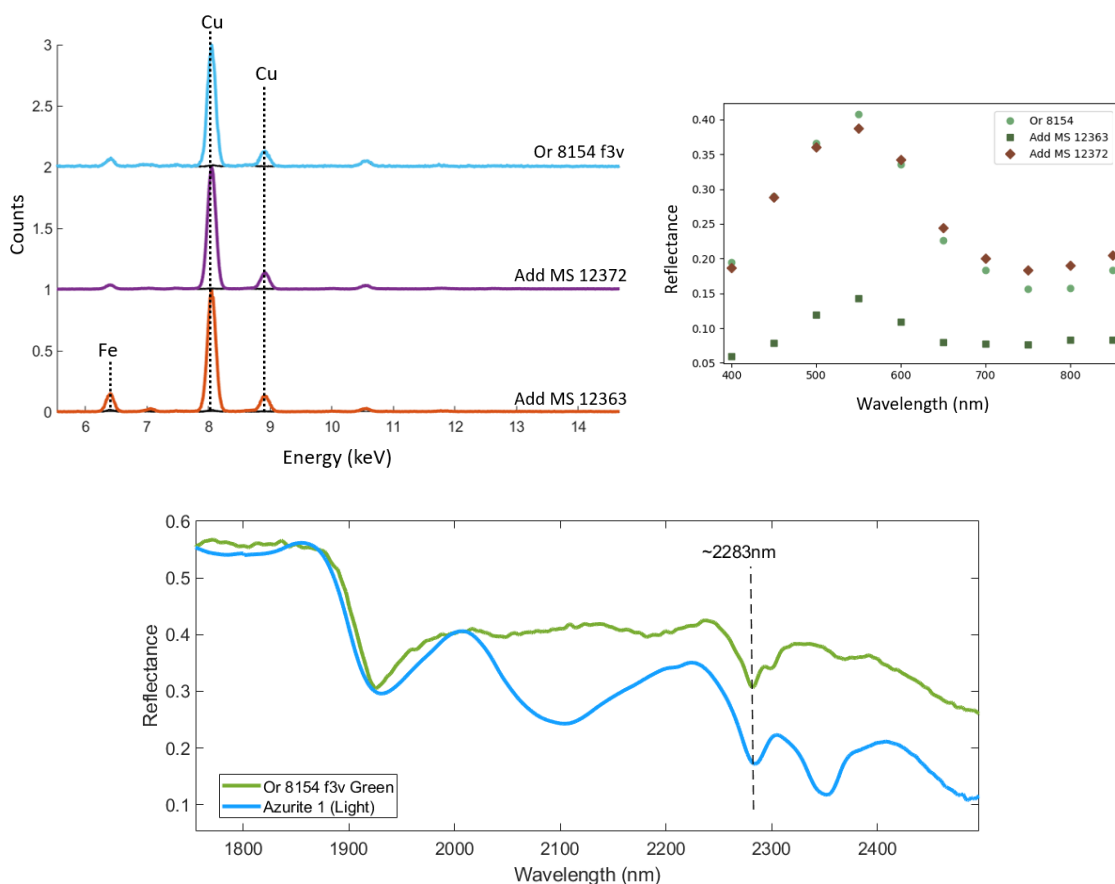 Cu
Cu
Fe
3
2.5
2
1.5
1
0.5
0
Counts
Or 8154 f3v
Add MS 12372
Add MS 12363
6 7 8 9 10 11 12 13 14
Energy (keV)
0.40
0.35
0.30
0.25
0.20
0.15
0.10
0.05
Reflectance
Or 8154
Add MS 12363
Add MS 12372
400 500 600 700 800
Wavelength (nm)
0.6
0.5
0.4
0.3
0.2
0.1
Reflectance
~2283nm
Or 8154 f3v Green
Azurite 1 (Light)
1800 1900 2000 2100 2200 2300 2400
Wavelength (nm)